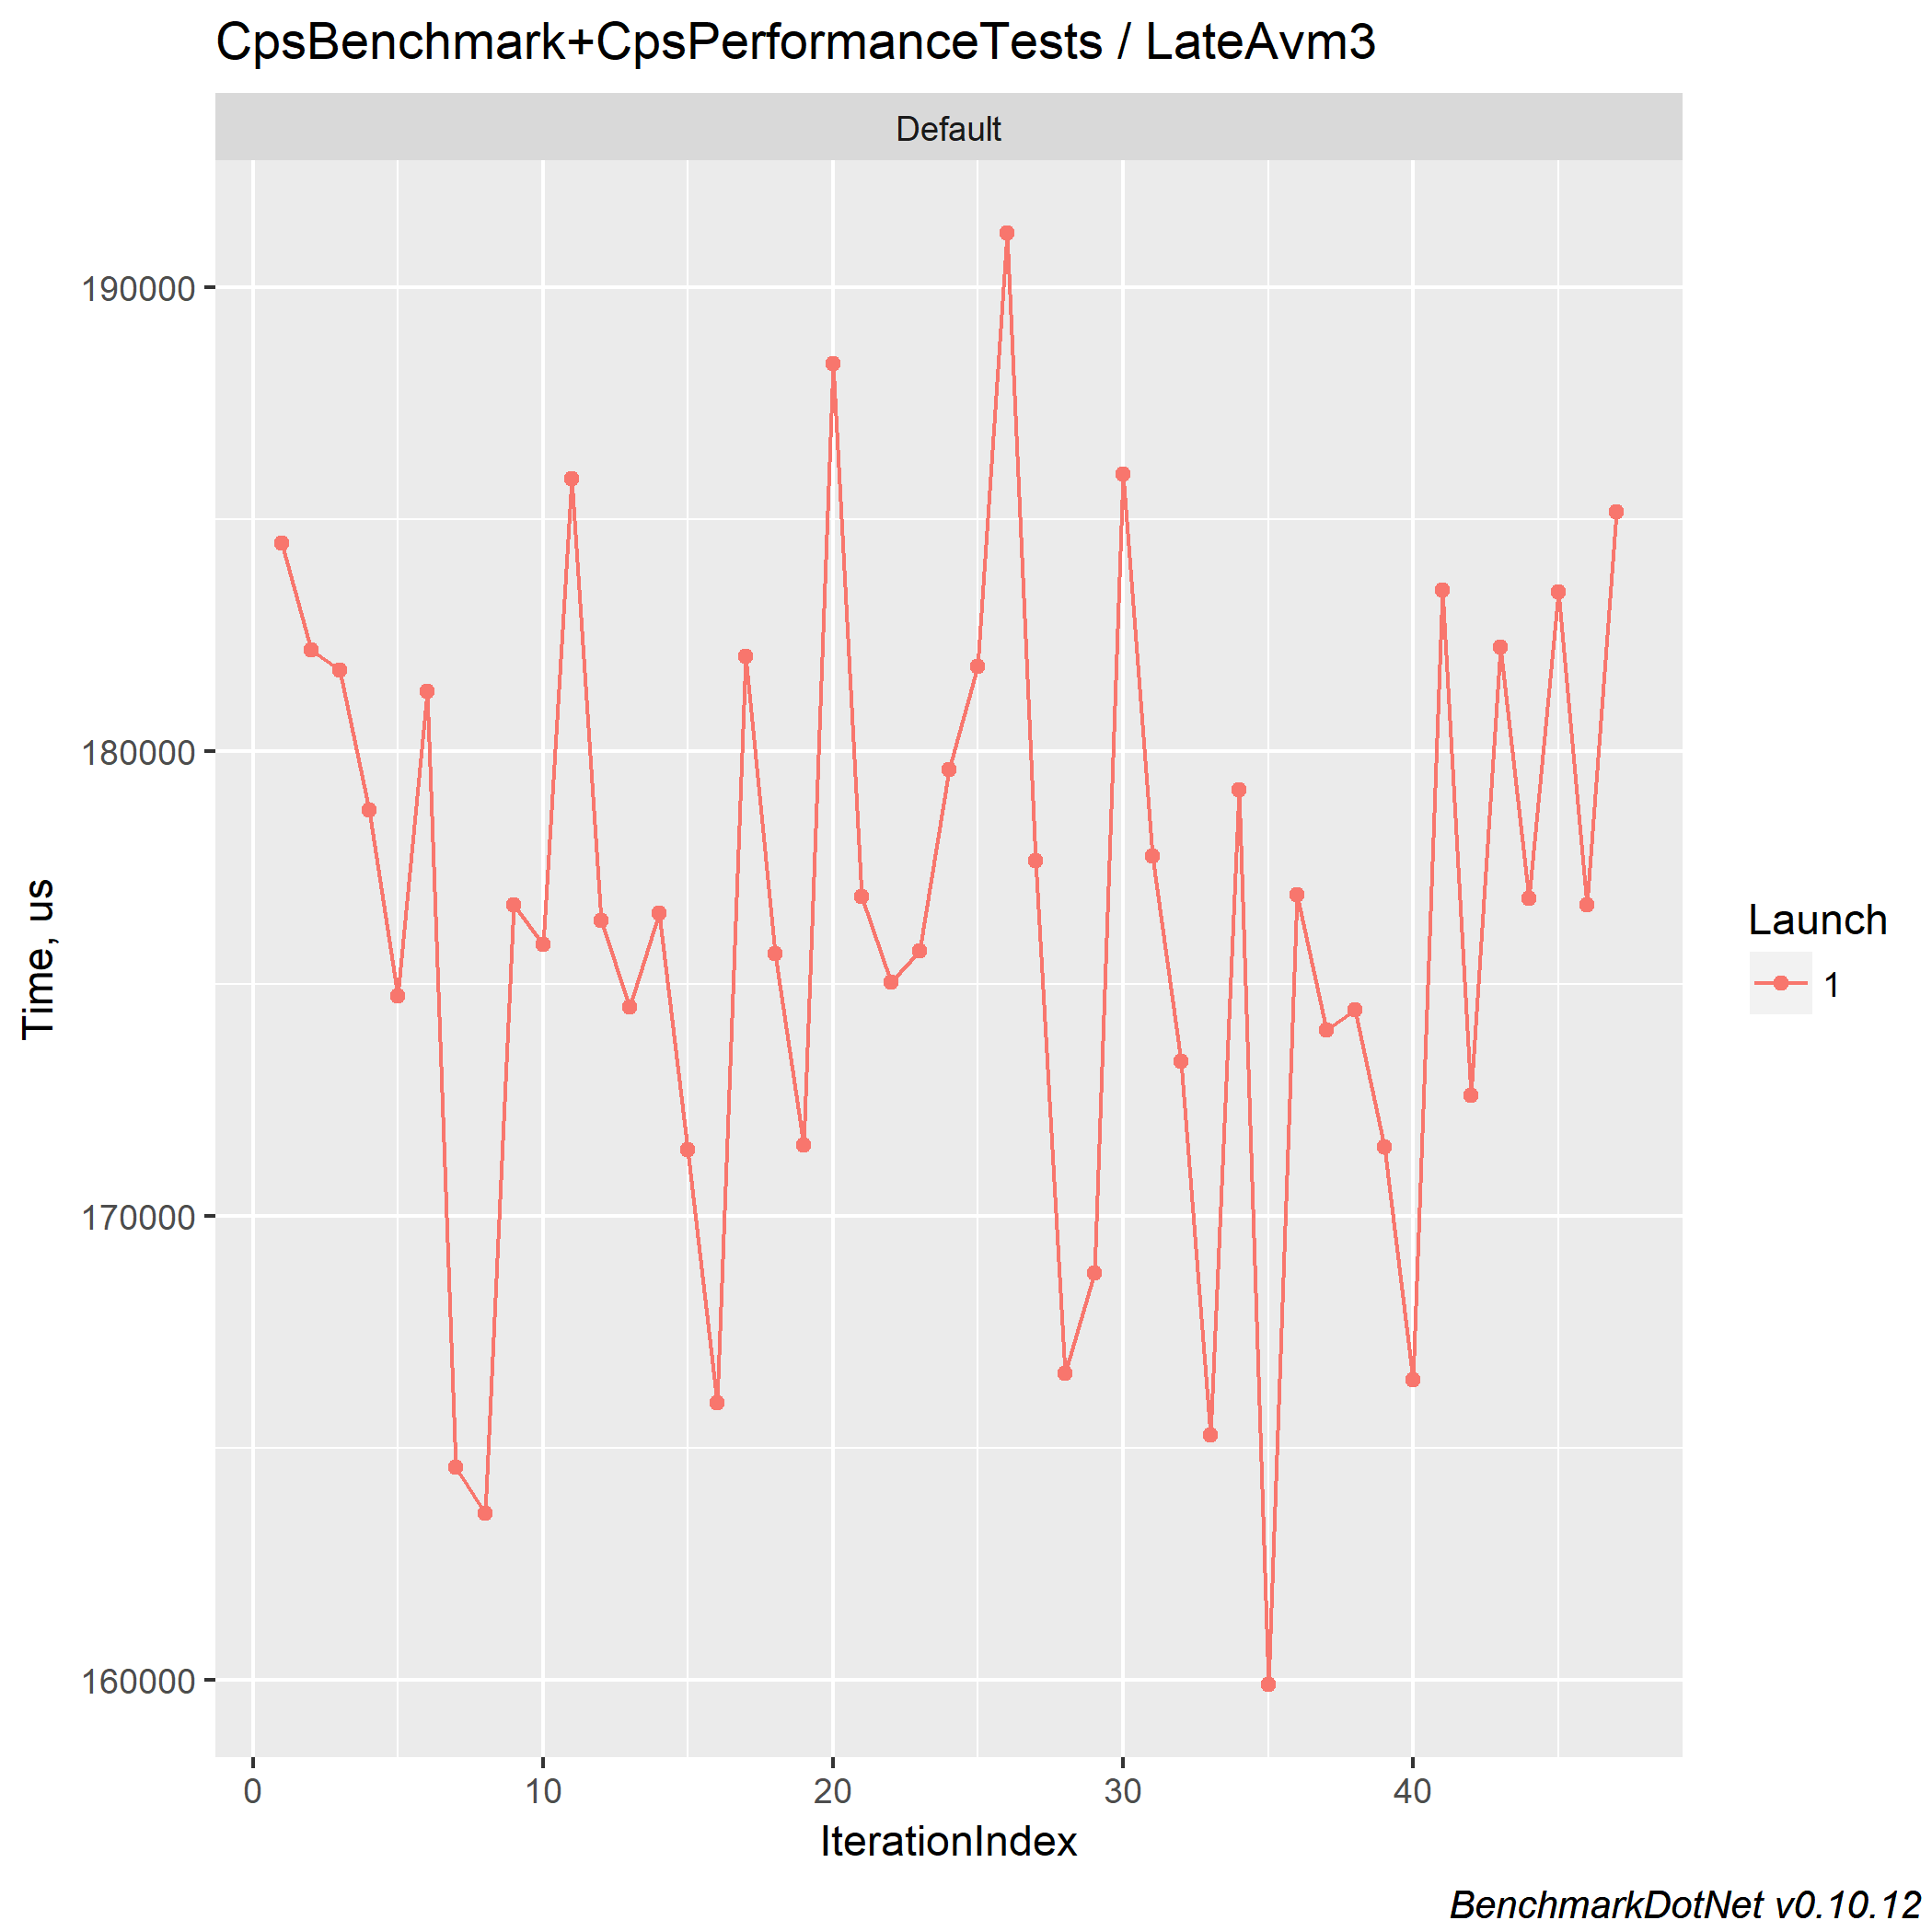 CpsBenchmark+CpsPerformanceTests / LateAvm3
Default
190000
180000
170000
160000
Time, us
0 10 20 30 40
IterationIndex
Launch
1
BenchmarkDotNet v0.10.12